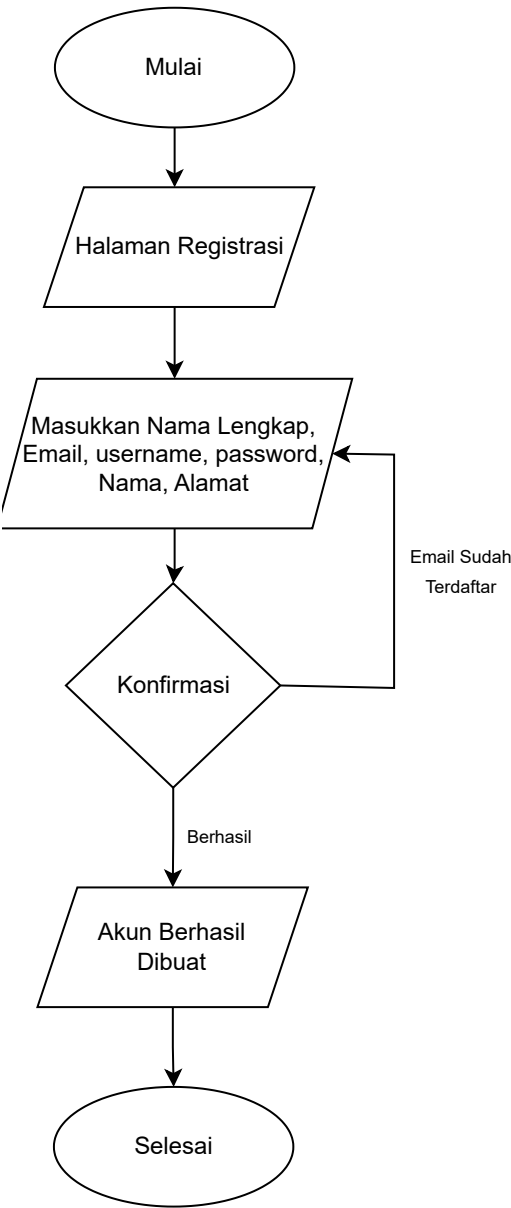 Mulai
Halaman Registrasi
Masukkan Nama Lengkap,
Email, username, password,
Nama, Alamat
Email Sudah
Terdaftar
Konfirmasi
Berhasil
Akun Berhasil
Dibuat
Selesai